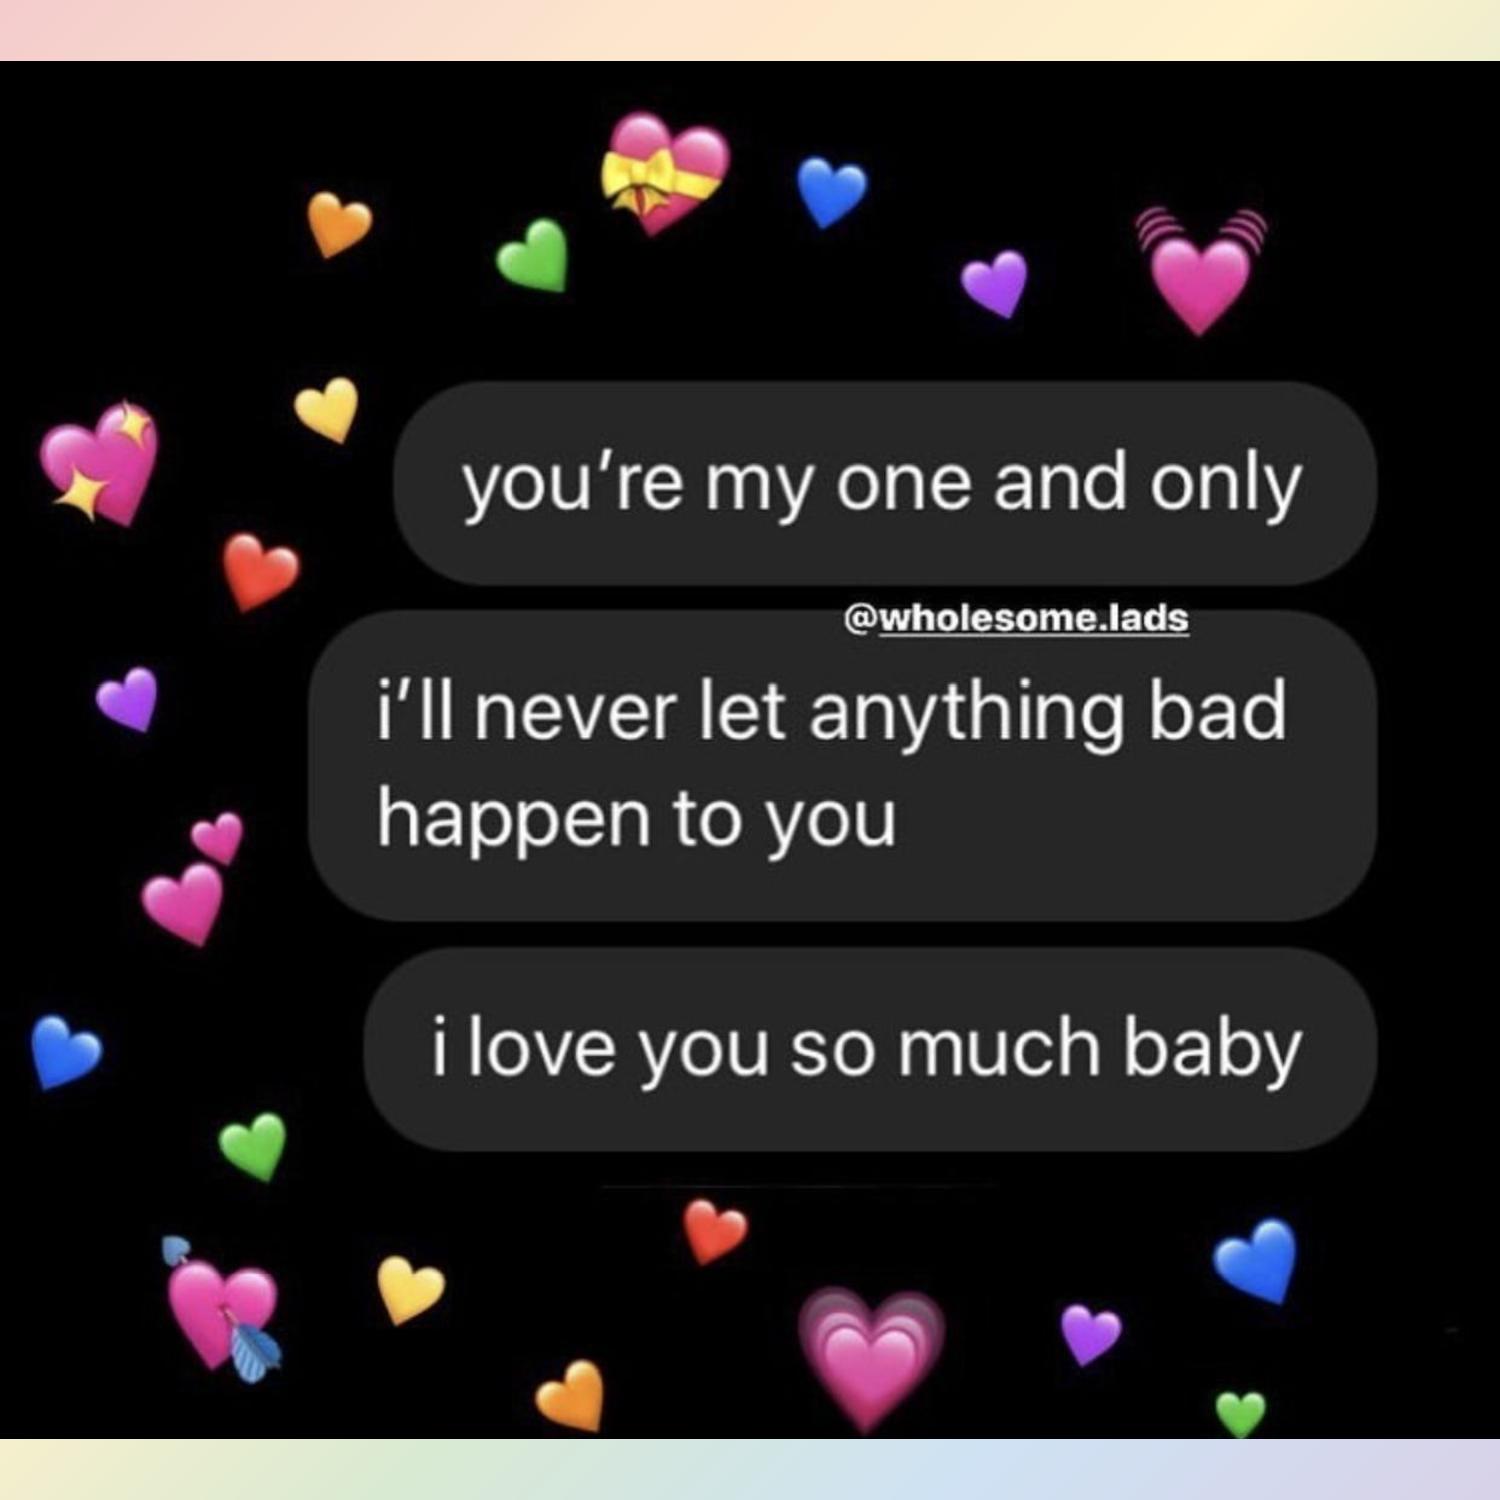 you’re my one and only
@wholesome.lads
i’ll never let anything bad
happen to you
i love you so much baby